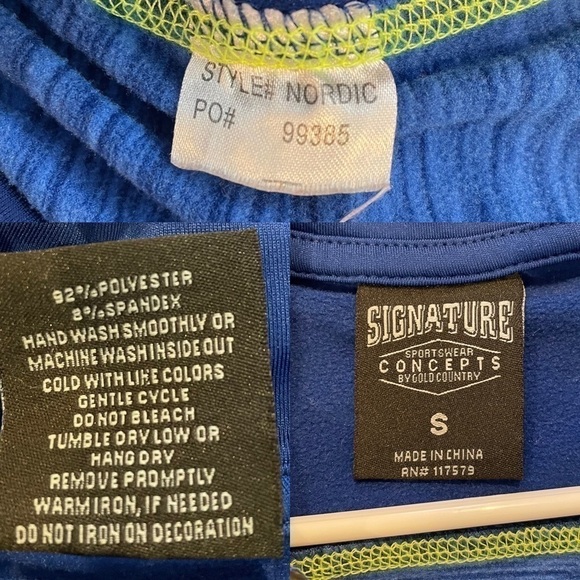 STYLE# NORDIC
PO# 99385
92%POLYESTER
8%SPANDEX
HAND WASH SMOOTHLY OR
MACHINE WASH INSIDE OUT
COLD WITH LIKE COLORS
GENTLE CYCLE
DO NOT BLEACH
TUMBLE DRY LOW OR
HANG DRY
REMOVE PROMPTLY
WARM IRON, IF NEEDED
DO NOT IRON ON DECORATION
SIGNATURE
SPORTSWEAR
CONCEPTS
BY GOLD COUNTRY
S
MADE IN CHINA
RN# 117579